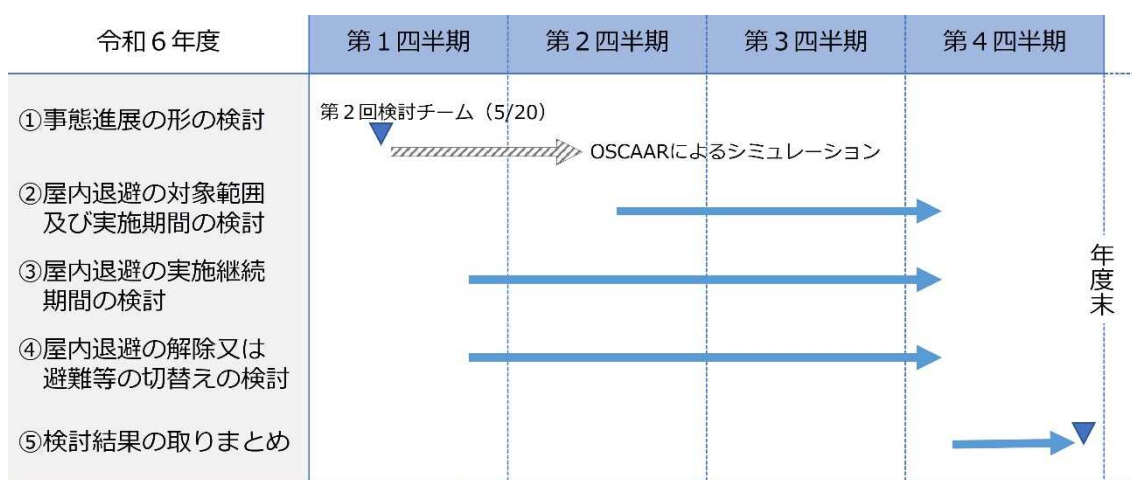 令和６年度
第１四半期
第２四半期
第３四半期
第４四半期
①事態進展の形の検討
第２回検討チーム（5/20）
OSCAARによるシミュレーション
②屋内退避の対象範囲
及び実施期間の検討
③屋内退避の実施継続
期間の検討
④屋内退避の解除又は
避難等の切替えの検討
⑤検討結果の取りまとめ
年度末